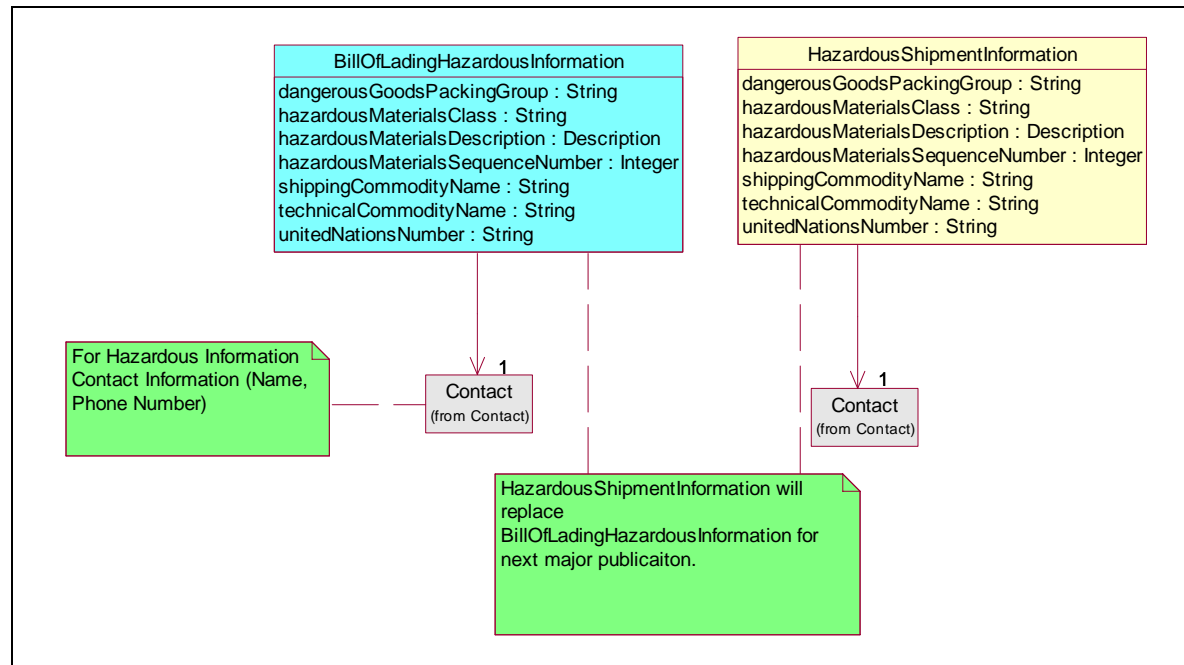 BillOfLadingHazardousInformation
dangerousGoodsPackingGroup : String
hazardousMaterialsClass : String
hazardousMaterialsDescription : Description
hazardousMaterialsSequenceNumber : Integer
shippingCommodityName : String
technicalCommodityName : String
unitedNationsNumber : String
HazardousShipmentInformation
dangerousGoodsPackingGroup : String
hazardousMaterialsClass : String
hazardousMaterialsDescription : Description
hazardousMaterialsSequenceNumber : Integer
shippingCommodityName : String
technicalCommodityName : String
unitedNationsNumber : String
For Hazardous Information
Contact Information (Name,
Phone Number)
1
Contact
(from Contact)
1
Contact
(from Contact)
HazardousShipmentInformation will
replace
BillOfLadingHazardousInformation for
next major publicaiton.